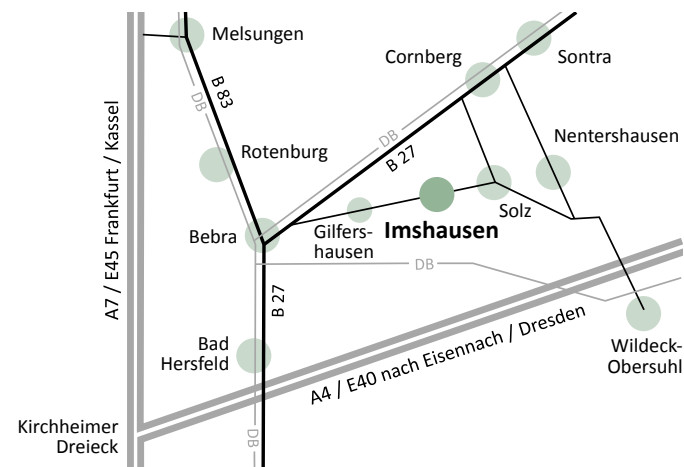 Melsungen
Cornberg
Sontra
B 83
DB
DB
B 27
Nentershausen
Rotenburg
A7 / E45 Frankfurt / Kassel
Solz
Bebra
Gilfers-
hausen
Imshausen
DB
B 27
Bad
Hersfeld
A4 / E40 nach Eisennach / Dresden
Wildeck-
Obersuhl
Kirchheimer
Dreieck
DB